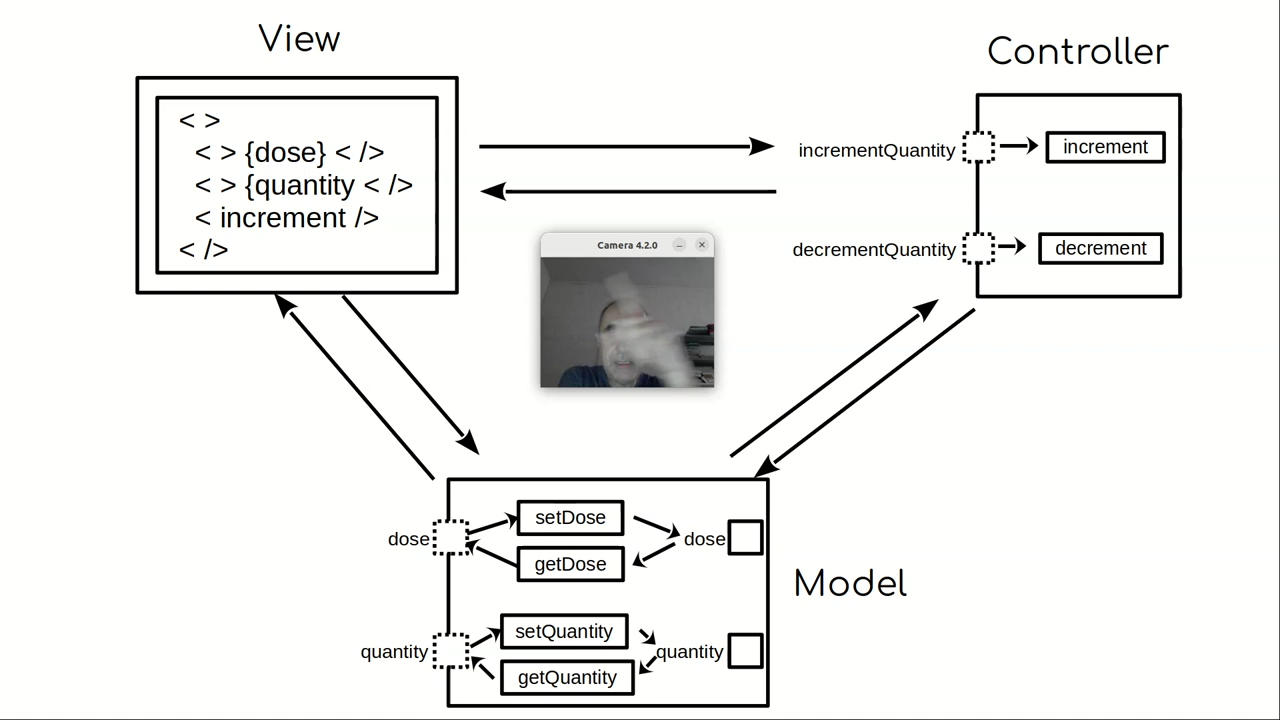 View
Controller
< >
< > {dose} < />
< > {quantity < />
< increment />
< />
incrementQuantity
increment
decrementQuantity
decrement
Camera 4.2.0
dose
setDose
getDose
dose
Model
quantity
setQuantity
getQuantity
quantity